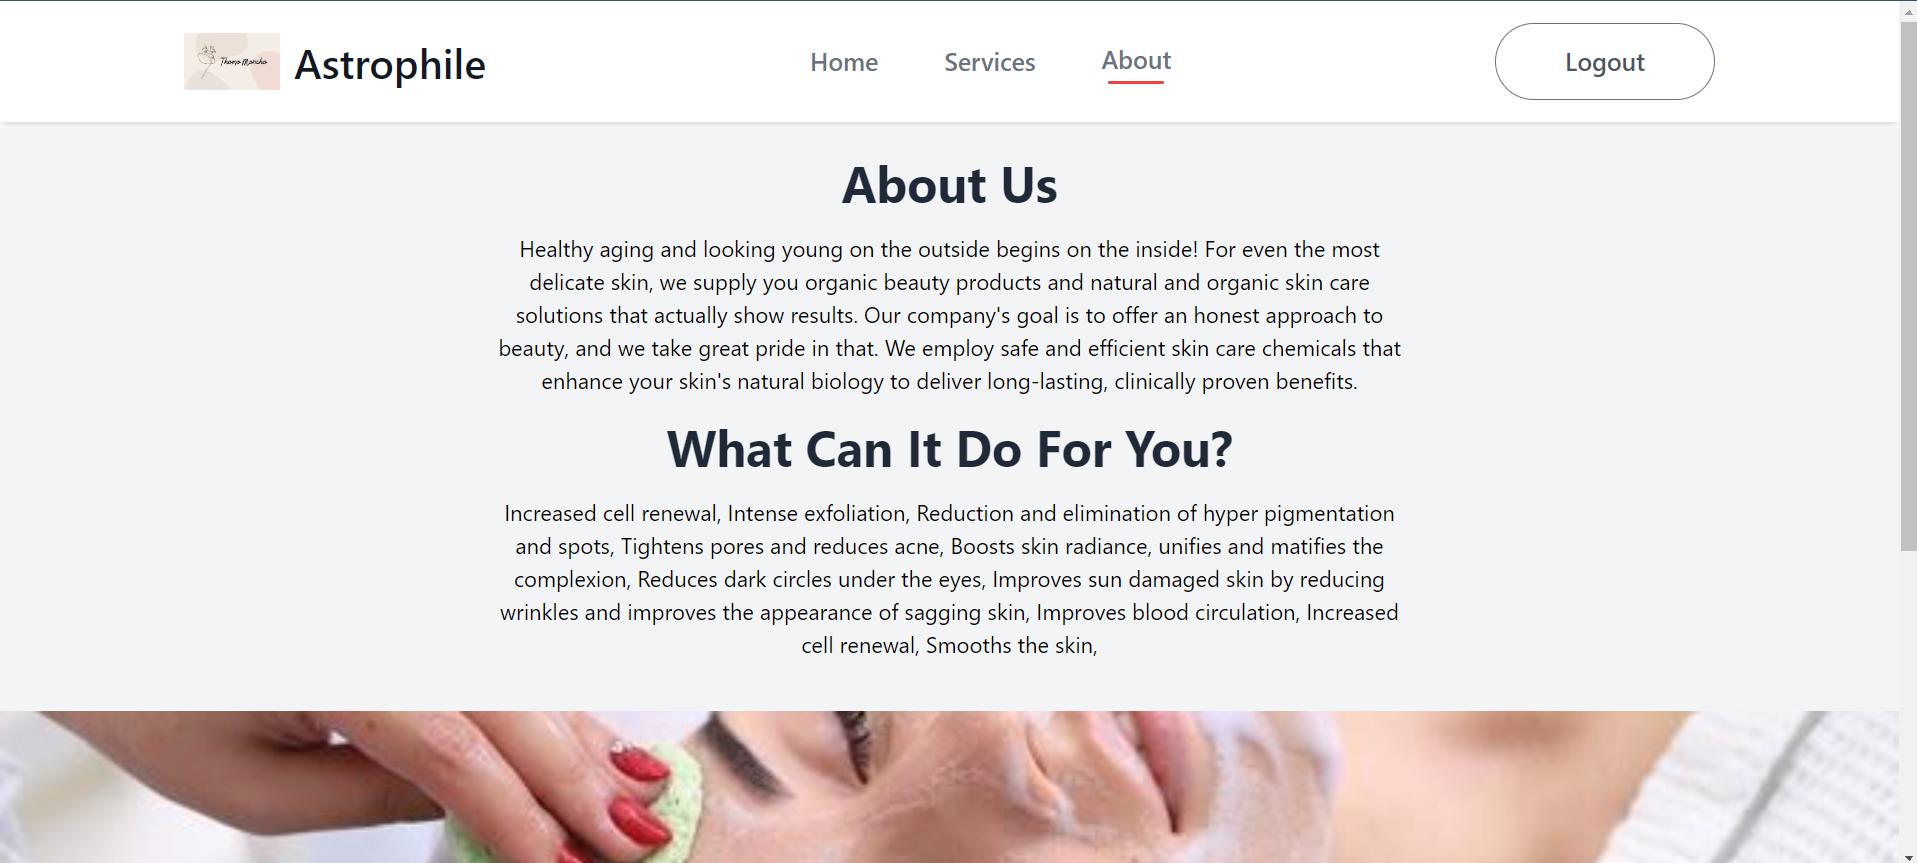 Thoms Mancho
Astrophile
Home
Services
About
Logout
About Us
Healthy aging and looking young on the outside begins on the inside! For even the most
delicate skin, we supply you organic beauty products and natural and organic skin care
solutions that actually show results. Our company's goal is to offer an honest approach to
beauty, and we take great pride in that. We employ safe and efficient skin care chemicals that
enhance your skin's natural biology to deliver long-lasting, clinically proven benefits.
What Can It Do For You?
Increased cell renewal, Intense exfoliation, Reduction and elimination of hyper pigmentation
and spots, Tightens pores and reduces acne, Boosts skin radiance, unifies and matifies the
complexion, Reduces dark circles under the eyes, Improves sun damaged skin by reducing
wrinkles and improves the appearance of sagging skin, Improves blood circulation, Increased
cell renewal, Smooths the skin,